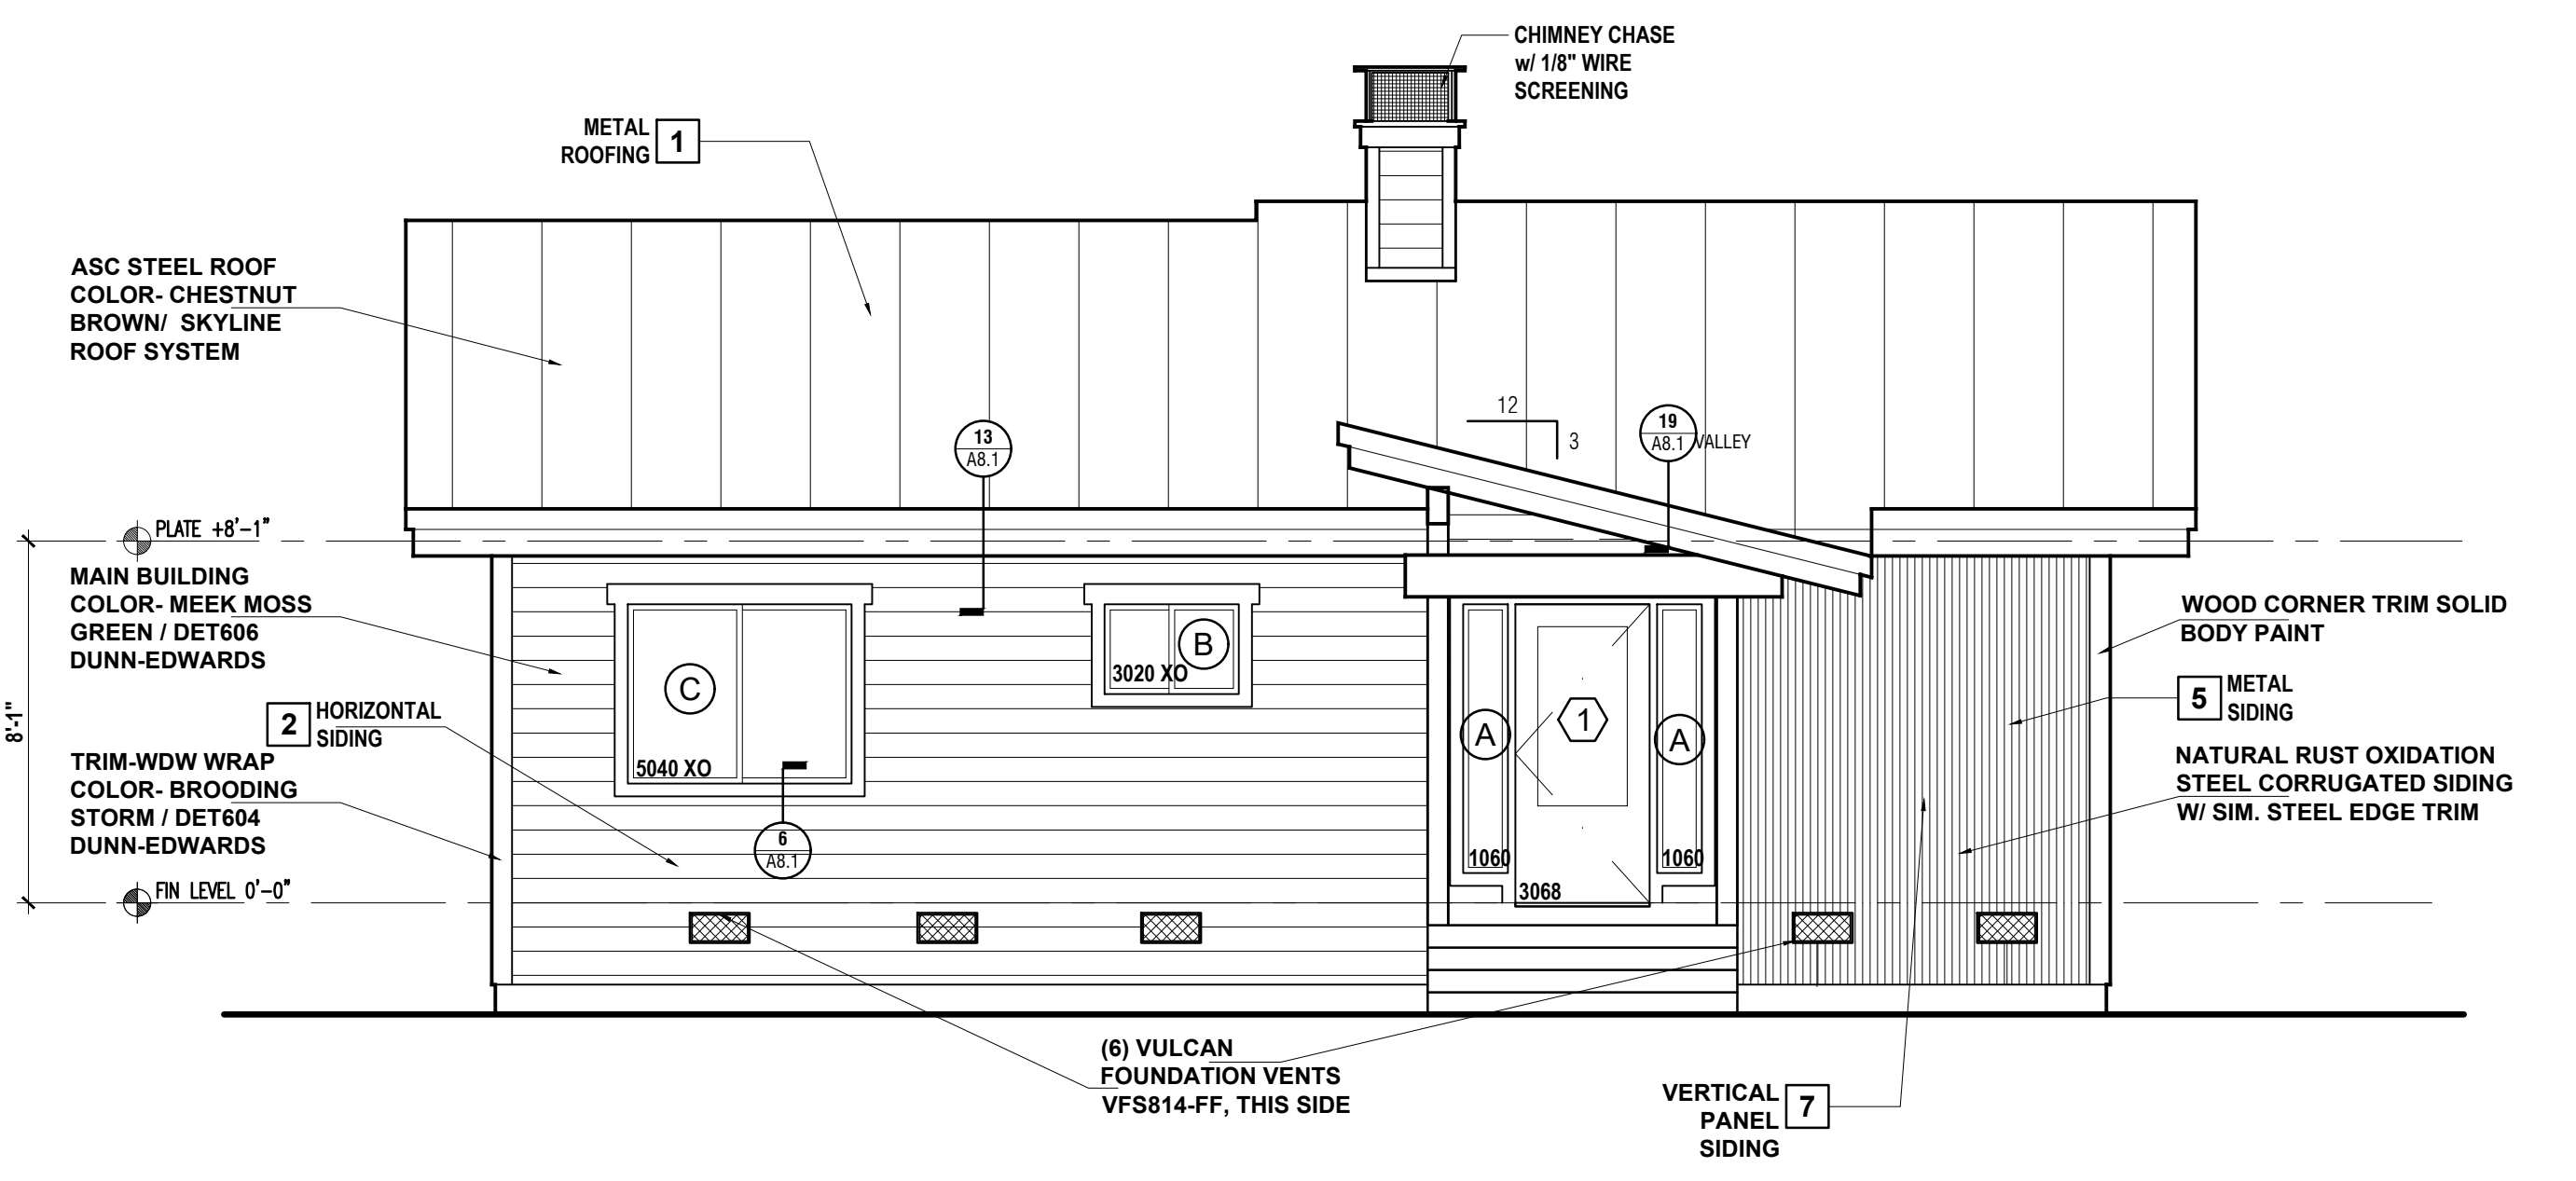 CHIMNEY CHASE
w/ 1/8" WIRE
SCREENING
METAL
ROOFING
1
ASC STEEL ROOF
COLOR- CHESTNUT
BROWN/ SKYLINE
ROOF SYSTEM
12
3
13
A8.1
19
A8.1
VALLEY
PLATE +8'-1"
8'-1"
MAIN BUILDING
COLOR- MEEK MOSS
GREEN / DET606
DUNN-EDWARDS
2
HORIZONTAL
SIDING
TRIM-WDW WRAP
COLOR- BROODING
STORM / DET604
DUNN-EDWARDS
FIN LEVEL 0'-0"
C
5040 XO
6
A8.1
B
3020 XO
A
1060
1
3068
A
1060
WOOD CORNER TRIM SOLID
BODY PAINT
5
METAL
SIDING
NATURAL RUST OXIDATION
STEEL CORRUGATED SIDING
W/ SIM. STEEL EDGE TRIM
(6) VULCAN
FOUNDATION VENTS
VFS814-FF, THIS SIDE
VERTICAL
PANEL
SIDING
7